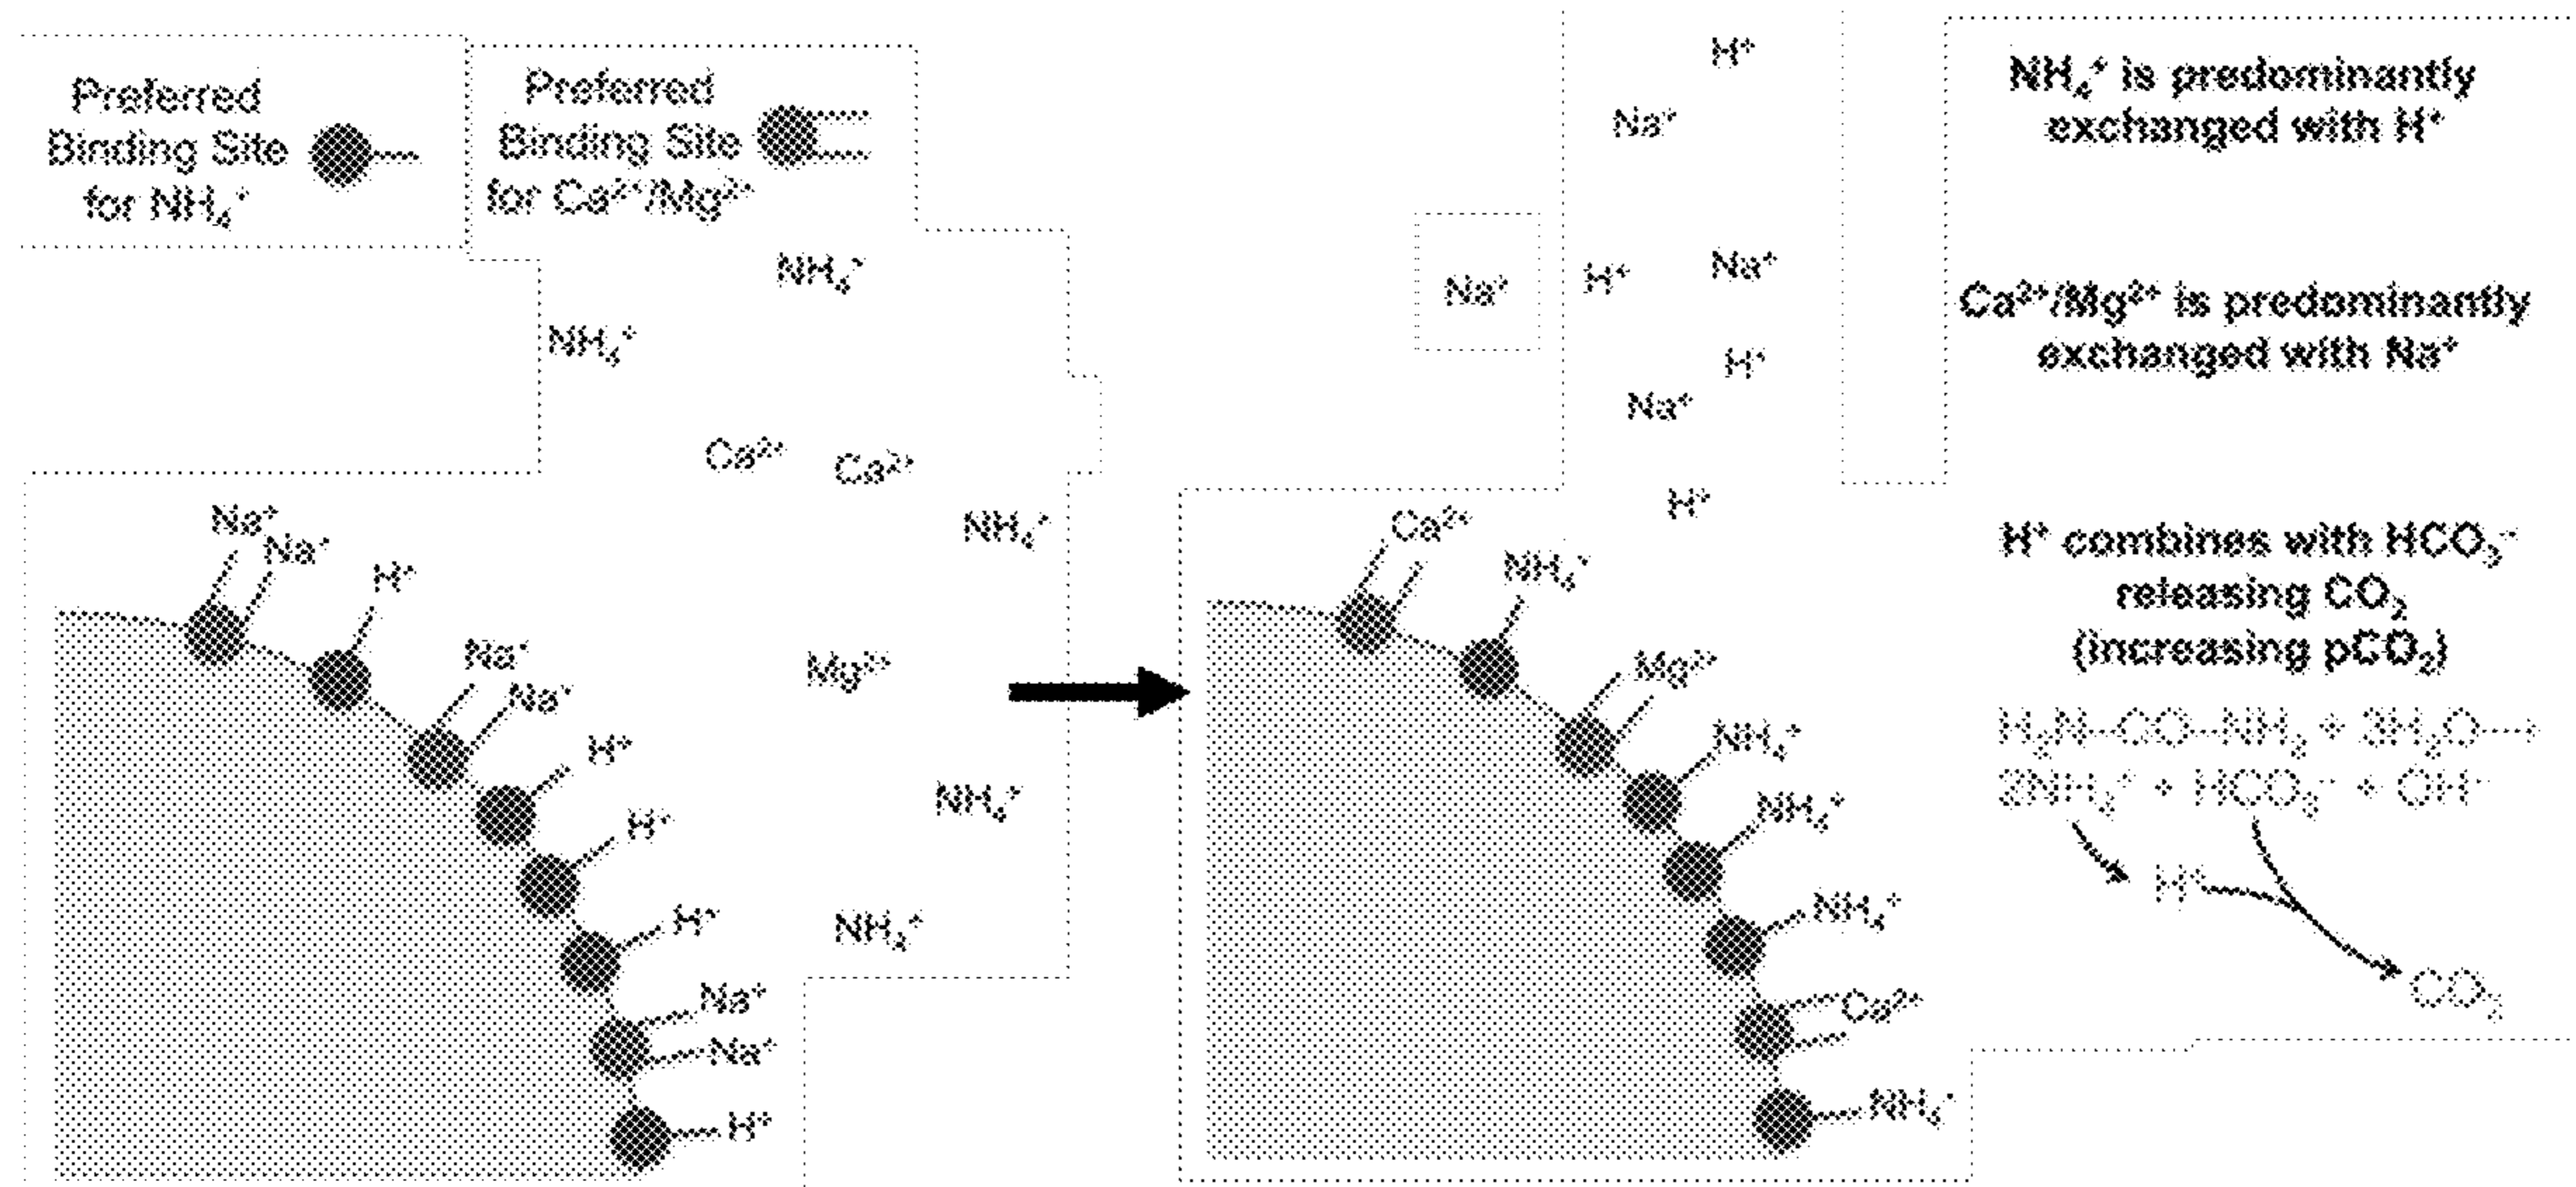 Preferred
Binding Site
for NH₄⁺
Preferred
Binding Site
for Ca²⁺/Mg²⁺
NH₄⁺
NH₄⁺
Ca²⁺ Ca²⁺
NH₄⁺
Mg²⁺
NH₄⁺
NH₄⁺
Na⁺
Na⁺
H⁺
Na⁺
Na⁺
H⁺
H⁺
H⁺
Na⁺
Na⁺
H⁺
H⁺
Na⁺
Na⁺
H⁺ Na⁺
H⁺
Na⁺
H⁺
Ca²⁺
NH₄⁺
Mg²⁺
NH₄⁺
NH₄⁺
NH₄⁺
Ca²⁺
NH₄⁺
NH₄⁺ is predominantly
exchanged with H⁺
Ca²⁺/Mg²⁺ is predominantly
exchanged with Na⁺
H⁺ combines with HCO₃⁻
releasing CO₂
(increasing pCO₂)
H₂N–CO–NH₂ + 3H₂O →
+ HCO₃⁻ + OH⁻
H⁺
CO₂